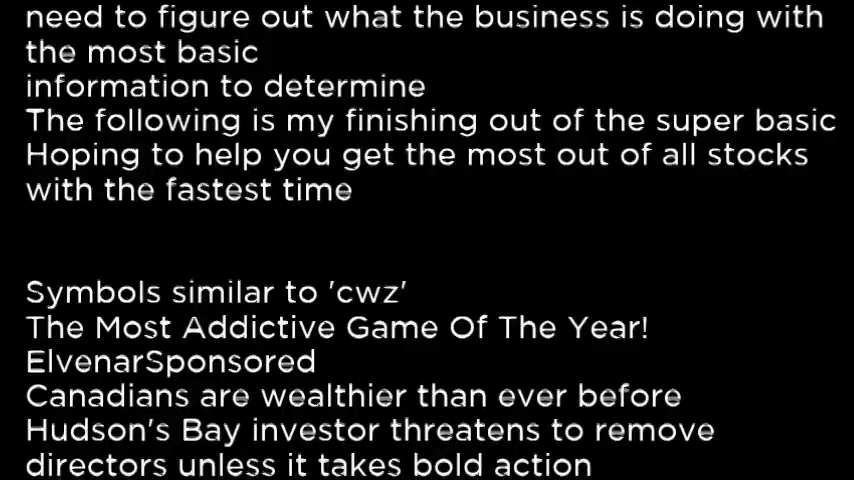 need to figure out what the business is doing with
the most basic
information to determine
The following is my finishing out of the super basic
Hoping to help you get the most out of all stocks
with the fastest time
Symbols similar to 'cwz'
The Most Addictive Game Of The Year!
ElvenarSponsored
Canadians are wealthier than ever before
Hudson's Bay investor threatens to remove
directors unless it takes bold action